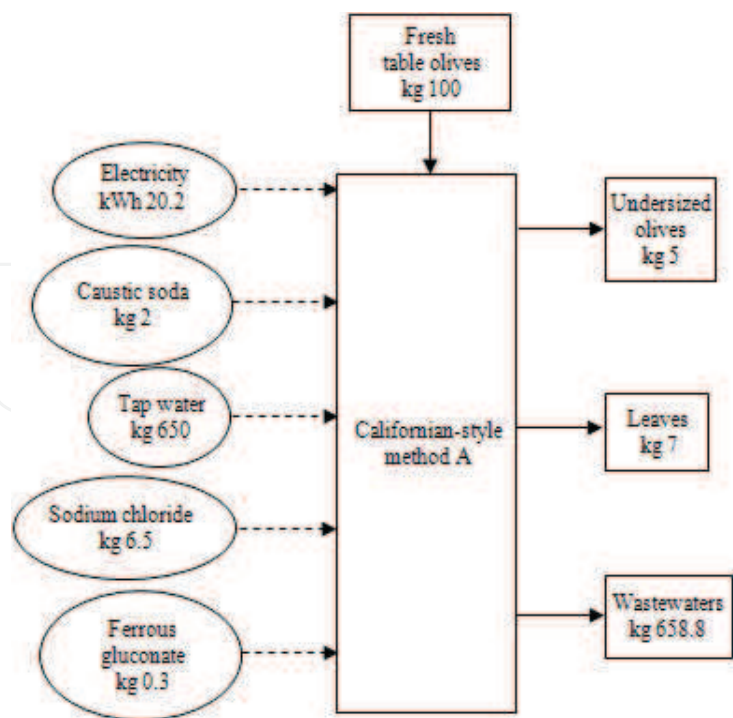 Fresh
table olives
kg 100
Electricity
kWh 20.2
Caustic soda
kg 2
Tap water
kg 650
Sodium chloride
kg 6.5
Ferrous
gluconate
kg 0.3
Californian-style
method A
Undersized
olives
kg 5
Leaves
kg 7
Wastewaters
kg 658.8